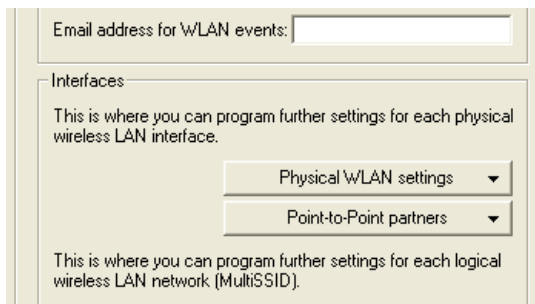 Email address for WLAN events:
Interfaces
This is where you can program further settings for each physical
wireless LAN interface.
Physical WLAN settings
Point-to-Point partners
This is where you can program further settings for each logical
wireless LAN network (MultiSSID).